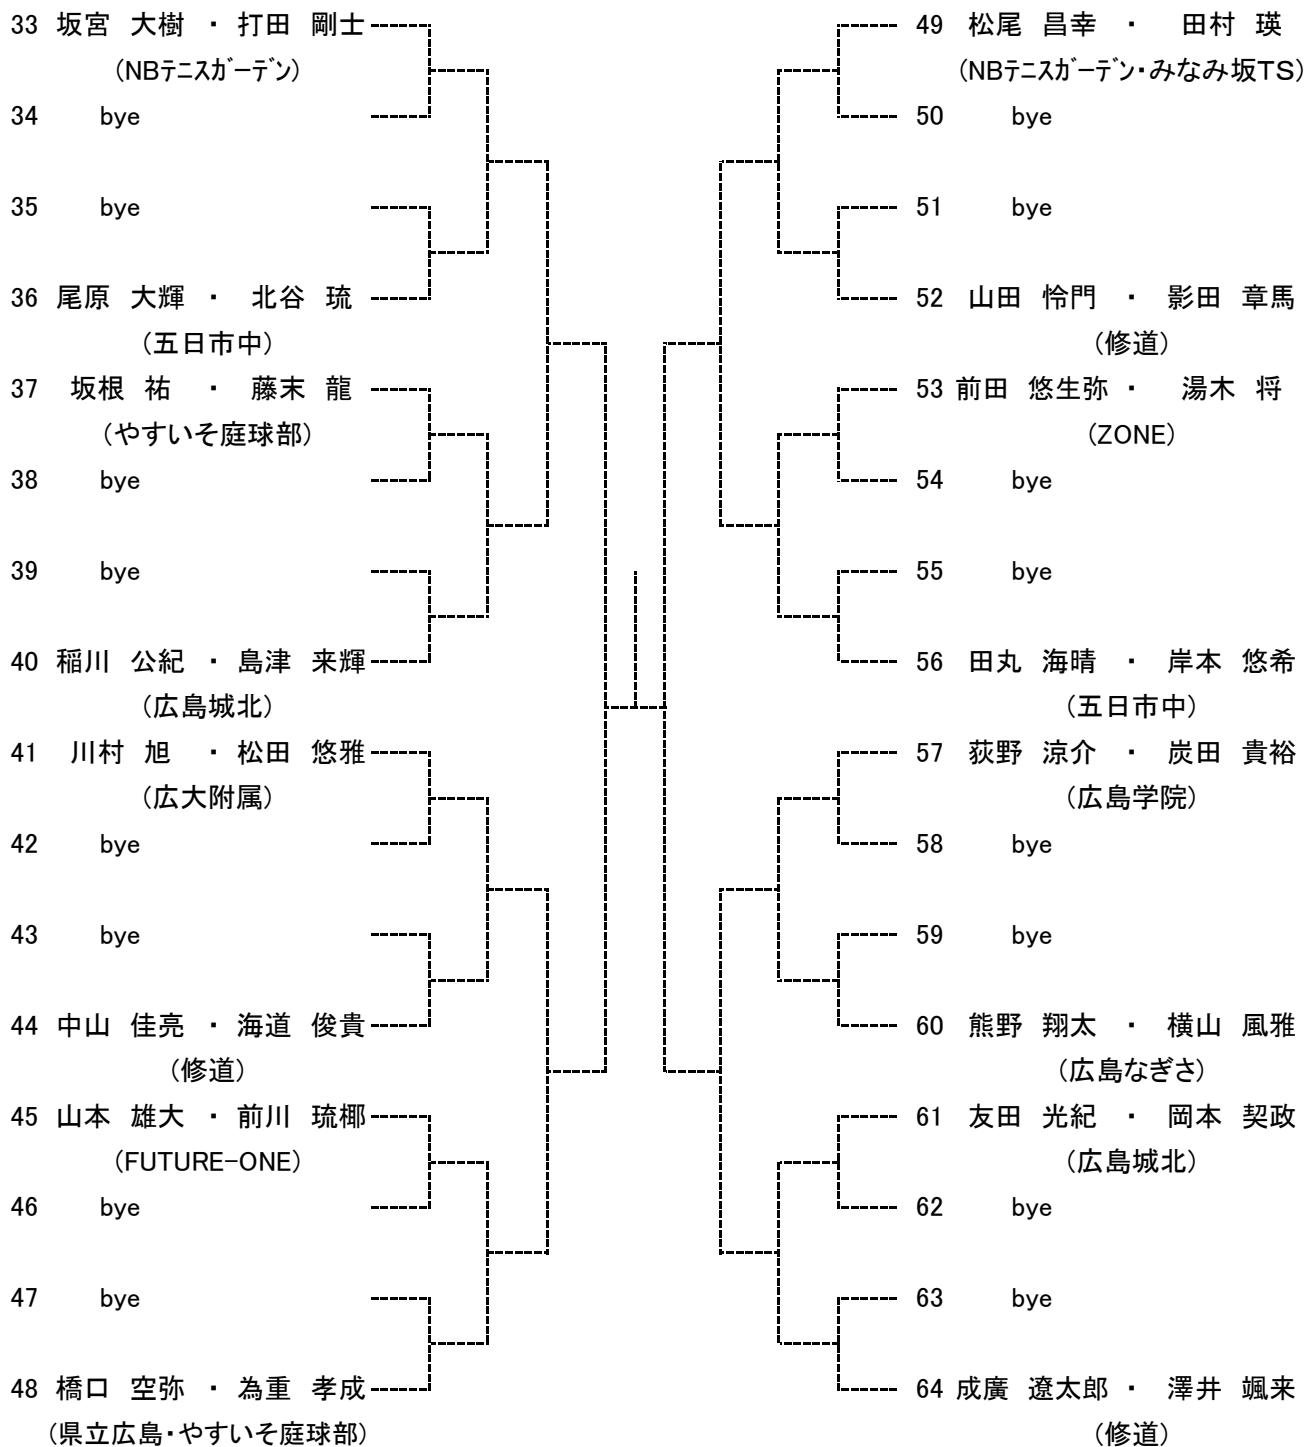 33 坂宮 大樹 ・ 打田 剛士
(NBテニスガーデン)
34 bye
35 bye
36 尾原 大輝 ・ 北谷 琉
(五日市中)
37 坂根 祐 ・ 藤末 龍
(やすいそ庭球部)
38 bye
39 bye
40 稲川 公紀 ・ 島津 来輝
(広島城北)
41 川村 旭 ・ 松田 悠雅
(広大附属)
42 bye
43 bye
44 中山 佳亮 ・ 海道 俊貴
(修道)
45 山本 雄大 ・ 前川 琉椰
(FUTURE-ONE)
46 bye
47 bye
48 橋口 空弥 ・ 為重 孝成
(県立広島・やすいそ庭球部)
49 松尾 昌幸 ・ 田村 瑛
(NBテニスガーデン・みなみ坂TS)
50 bye
51 bye
52 山田 怜門 ・ 影田 章馬
(修道)
53 前田 悠生弥 ・ 湯木 将
(ZONE)
54 bye
55 bye
56 田丸 海晴 ・ 岸本 悠希
(五日市中)
57 荻野 涼介 ・ 炭田 貴裕
(広島学院)
58 bye
59 bye
60 熊野 翔太 ・ 横山 風雅
(広島なぎさ)
61 友田 光紀 ・ 岡本 契政
(広島城北)
62 bye
63 bye
64 成廣 遼太郎 ・ 澤井 颯来
(修道)